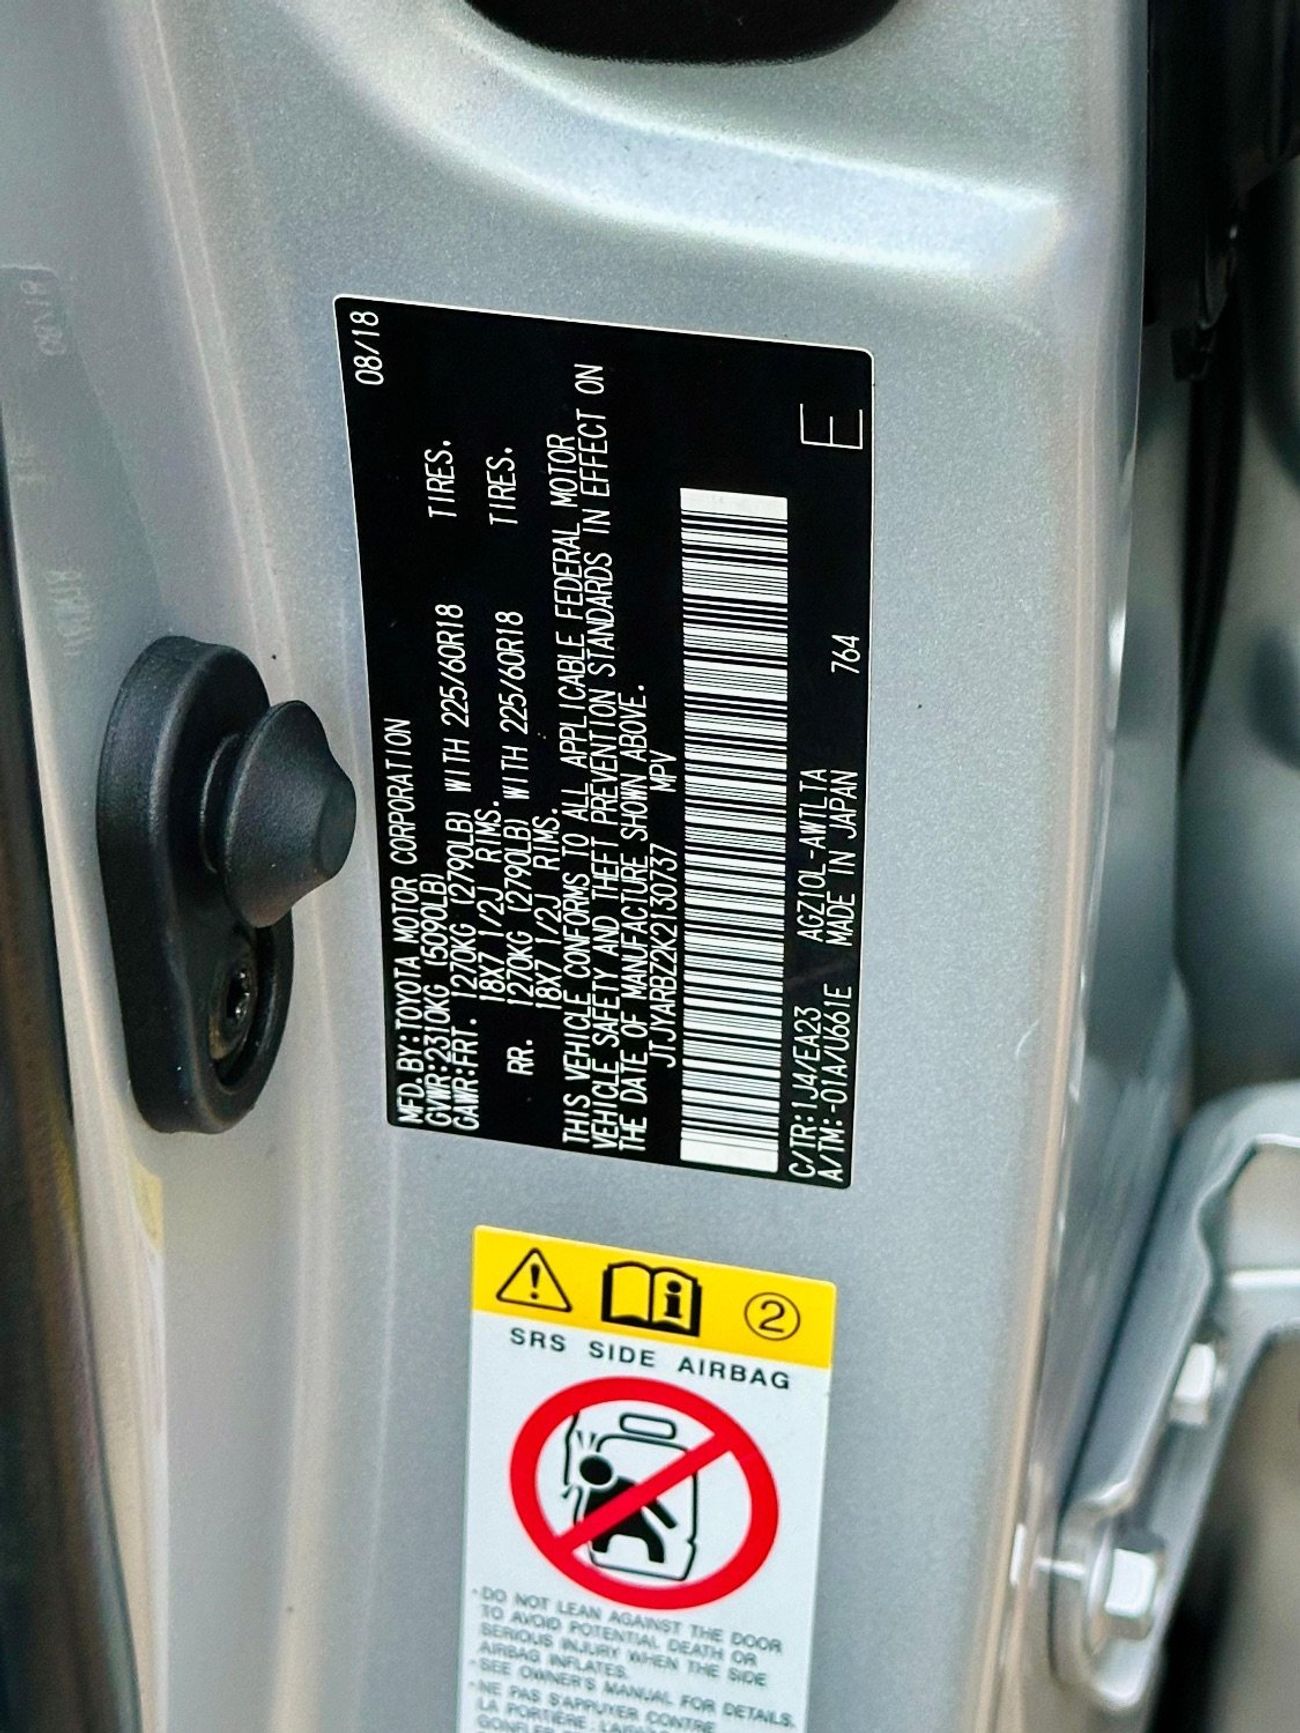 MFD.BY:TOYOTA MOTOR CORPORATION 08/18
GVWR:2310KG (5090LB)
GAWR:FRT. 1270KG (2790LB) WITH 225/60R18 TIRES.
18X7 1/2J RIMS.
RR. 1270KG (2790LB) WITH 225/60R18 TIRES.
18X7 1/2J RIMS.
THIS VEHICLE CONFORMS TO ALL APPLICABLE FEDERAL MOTOR
VEHICLE SAFETY AND THEFT PREVENTION STANDARDS IN EFFECT ON
THE DATE OF MANUFACTURE SHOWN ABOVE.
JTJYARBZ2K2130737 MPV
C/TR:1J4/EA23 AGZ10L-AWTLTA
A/TM:-01A/U661E MADE IN JAPAN 764 E
2
SRS SIDE AIRBAG
·DO NOT LEAN AGAINST THE DOOR
TO AVOID POTENTIAL DEATH OR
SERIOUS INJURY WHEN THE SIDE
AIRBAG INFLATES.
·SEE OWNER'S MANUAL FOR DETAILS.
·NE PAS S'APPUYER CONTRE
LA PORTIÈRE: